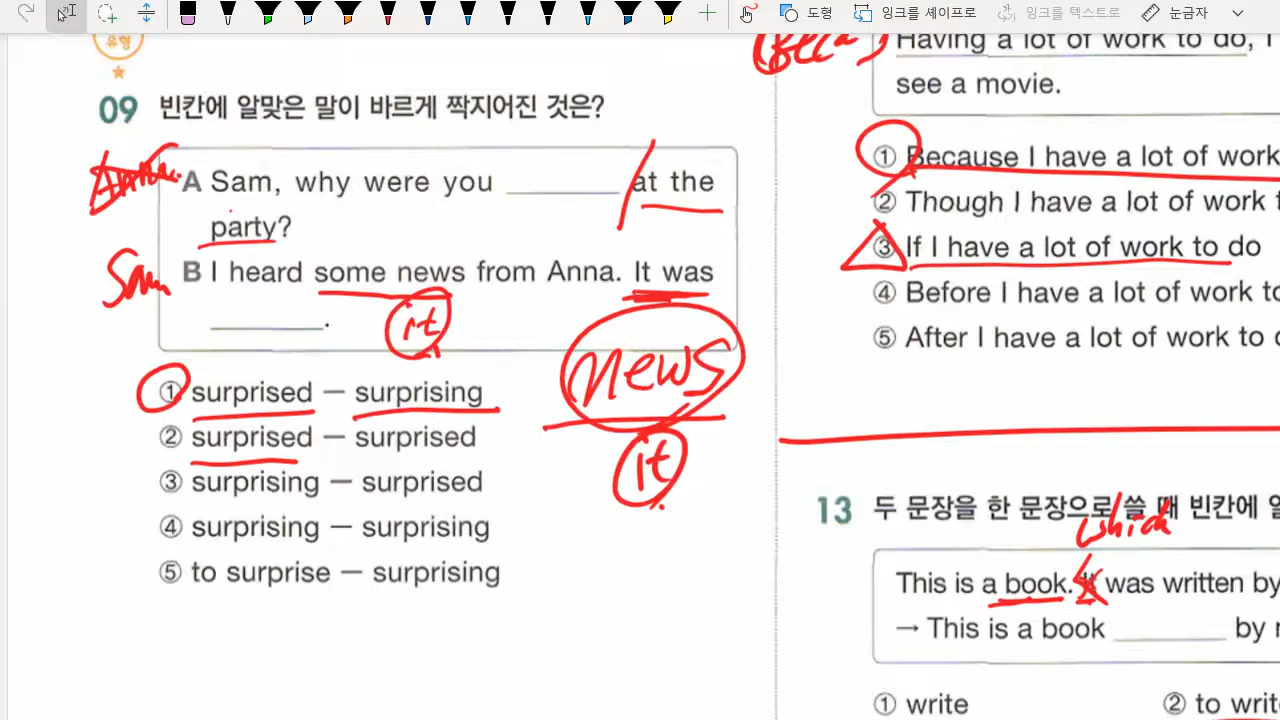 도형
잉크를 셰이프로
잉크를 텍스트로
눈금자
유형
09 빈칸에 알맞은 말이 바르게 짝지어진 것은?
A Sam, why were you ________ at the
party?
Sam
B I heard some news from Anna. It was
________.
it
news
it
① surprised – surprising
② surprised – surprised
③ surprising – surprised
④ surprising – surprising
⑤ to surprise – surprising
Having a lot of work to do, I
see a movie.
① Because I have a lot of work
② Though I have a lot of work
③ If I have a lot of work to do
④ Before I have a lot of work to
⑤ After I have a lot of work to
13 두 문장을 한 문장으로 쓸 때 빈칸에
which
This is a book. It was written by
→ This is a book ________ by
① write
② to writ